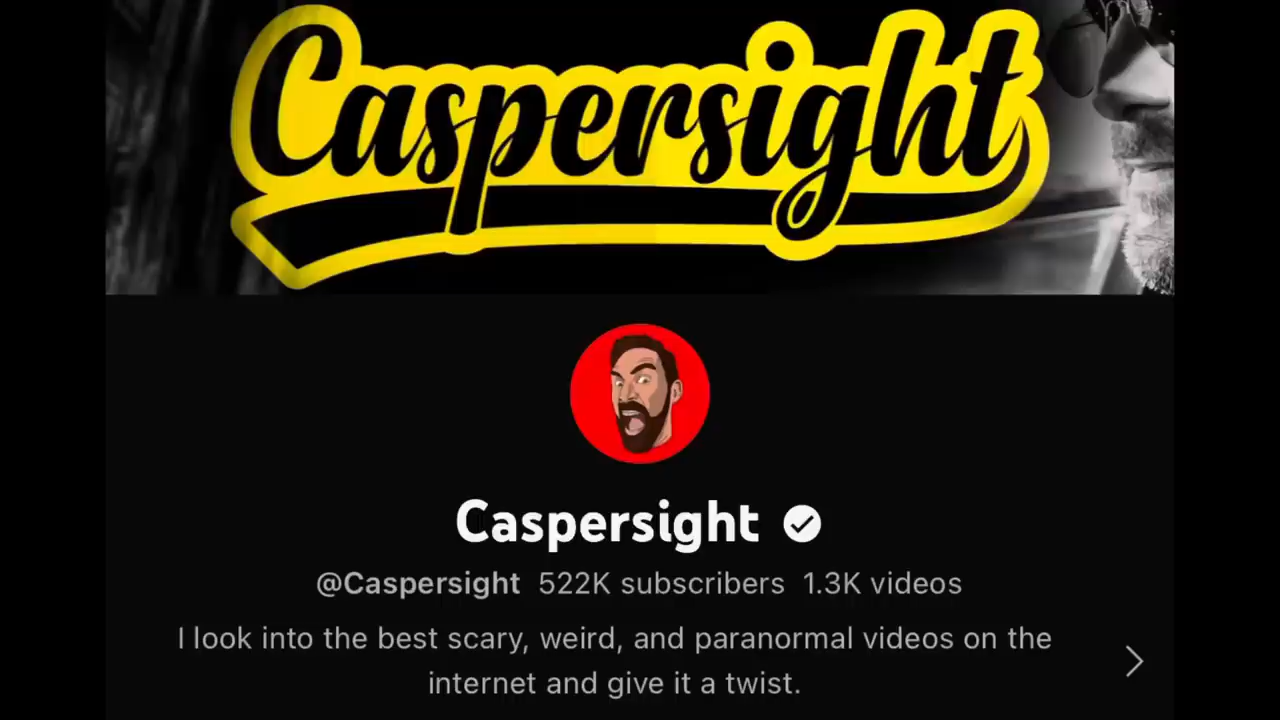 Caspersight
Caspersight
@Caspersight 522K subscribers 1.3K videos
I look into the best scary, weird, and paranormal videos on the
internet and give it a twist.